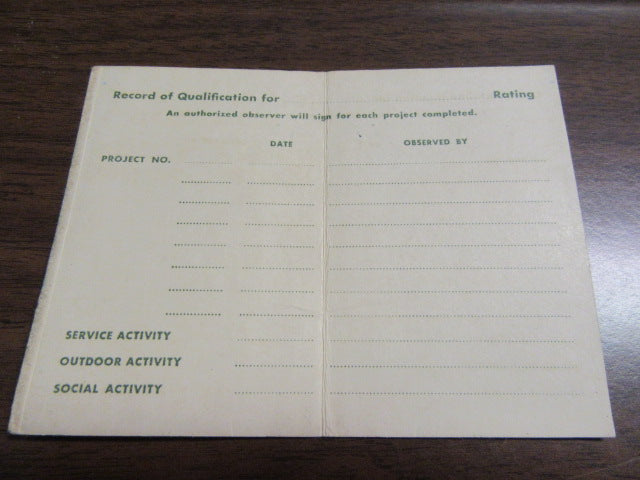 Record of Qualification for Rating
An authorized observer will sign for each project completed.
DATE OBSERVED BY
PROJECT NO.
SERVICE ACTIVITY
OUTDOOR ACTIVITY
SOCIAL ACTIVITY